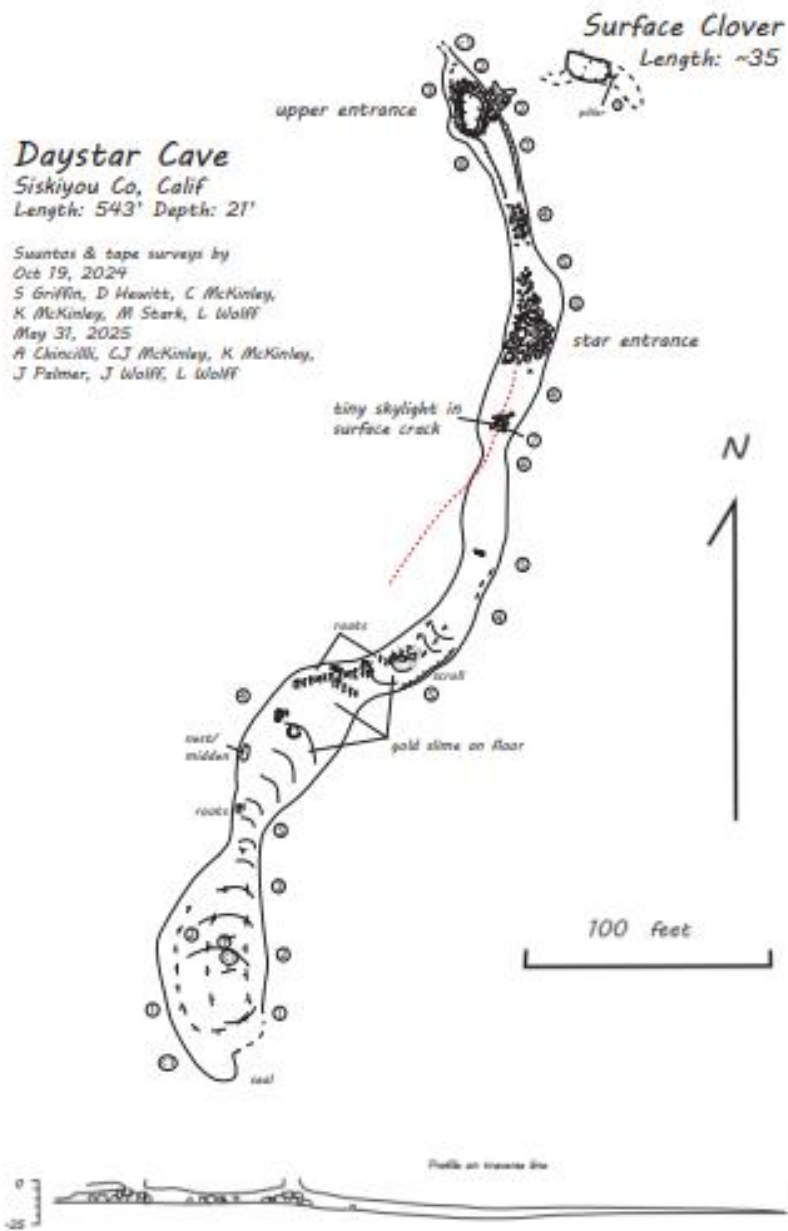 Surface Clover
Length: ~35
pillar
upper entrance
Daystar Cave
Siskiyou Co, Calif
Length: 543' Depth: 21'
Suuntos & tape surveys by
Oct 19, 2024
S Griffin, D Hewitt, C McKinley,
K McKinley, M Stark, L Wolff
May 31, 2025
A Chincilli, CJ McKinley, K McKinley,
J Palmer, J Wolff, L Wolff
star entrance
tiny skylight in
surface crack
N
roots
scroll
nest/
midden
gold slime on floor
roots
100 feet
seal
Profile on traverse line
0
-25